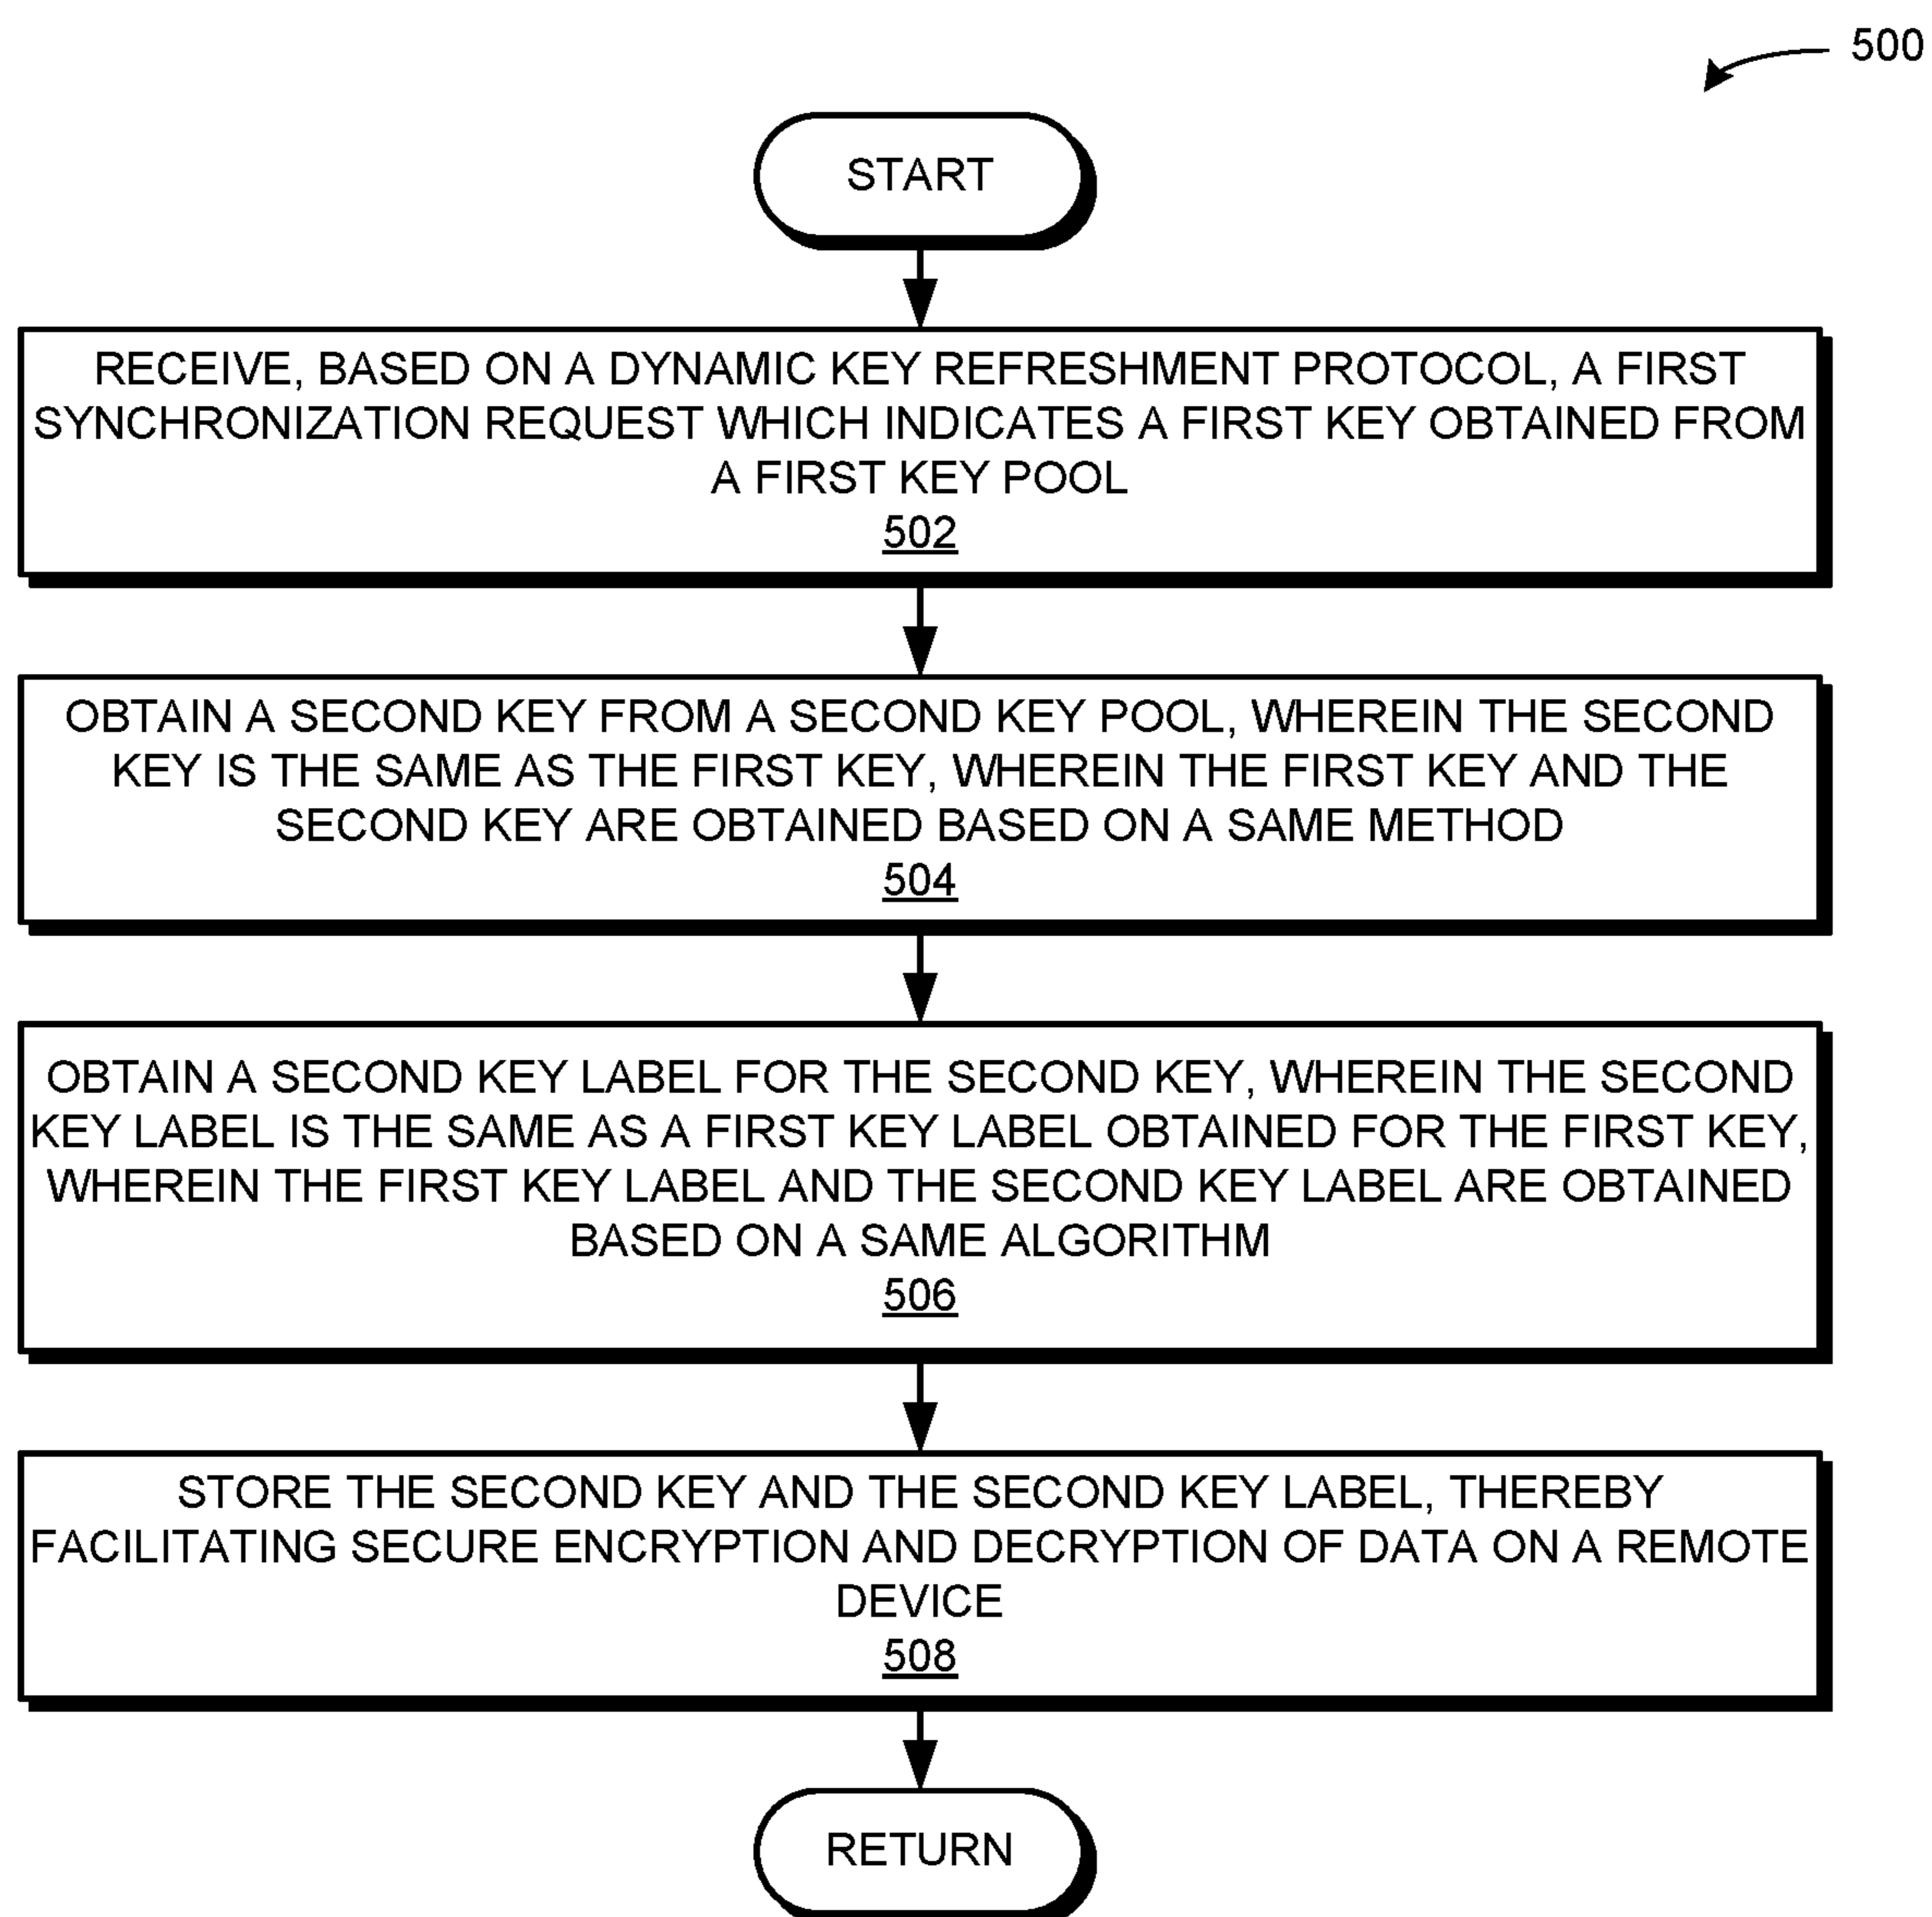 500
START
RECEIVE, BASED ON A DYNAMIC KEY REFRESHMENT PROTOCOL, A FIRST
SYNCHRONIZATION REQUEST WHICH INDICATES A FIRST KEY OBTAINED FROM
A FIRST KEY POOL
502
OBTAIN A SECOND KEY FROM A SECOND KEY POOL, WHEREIN THE SECOND
KEY IS THE SAME AS THE FIRST KEY, WHEREIN THE FIRST KEY AND THE
SECOND KEY ARE OBTAINED BASED ON A SAME METHOD
504
OBTAIN A SECOND KEY LABEL FOR THE SECOND KEY, WHEREIN THE SECOND
KEY LABEL IS THE SAME AS A FIRST KEY LABEL OBTAINED FOR THE FIRST KEY,
WHEREIN THE FIRST KEY LABEL AND THE SECOND KEY LABEL ARE OBTAINED
BASED ON A SAME ALGORITHM
506
STORE THE SECOND KEY AND THE SECOND KEY LABEL, THEREBY
FACILITATING SECURE ENCRYPTION AND DECRYPTION OF DATA ON A REMOTE
DEVICE
508
RETURN